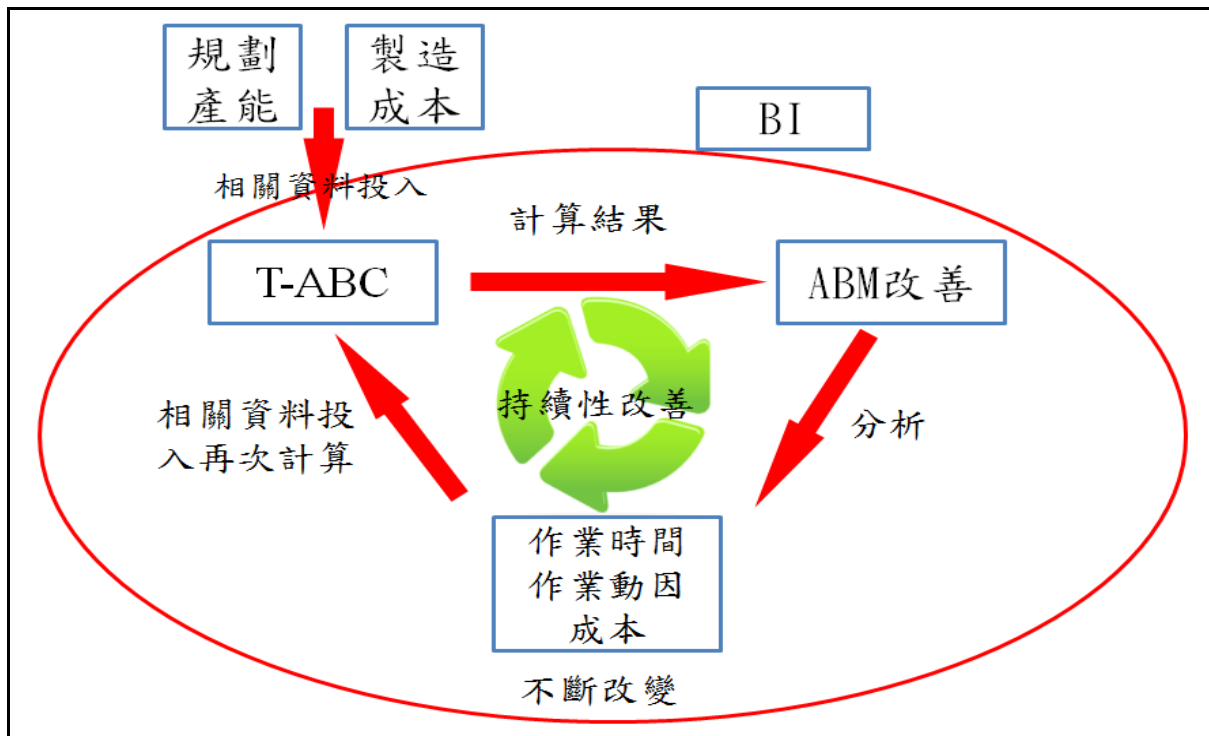 規劃
產能
製造
成本
BI
相關資料投入
計算結果
T-ABC
ABM改善
持續性改善
相關資料投
入再次計算
分析
作業時間
作業動因
成本
不斷改變